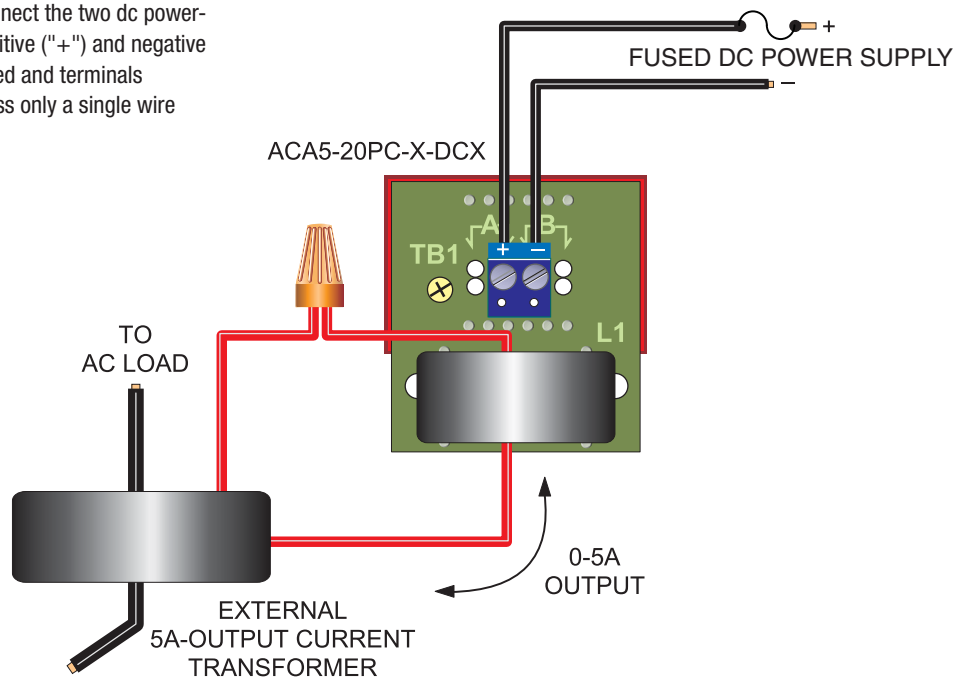 nect the two dc power-
itive ("+") and negative
ed and terminals
ss only a single wire
+
FUSED DC POWER SUPPLY
−
ACA5-20PC-X-DCX
A B
TB1
+ −
L1
TO
AC LOAD
0-5A
OUTPUT
EXTERNAL
5A-OUTPUT CURRENT
TRANSFORMER